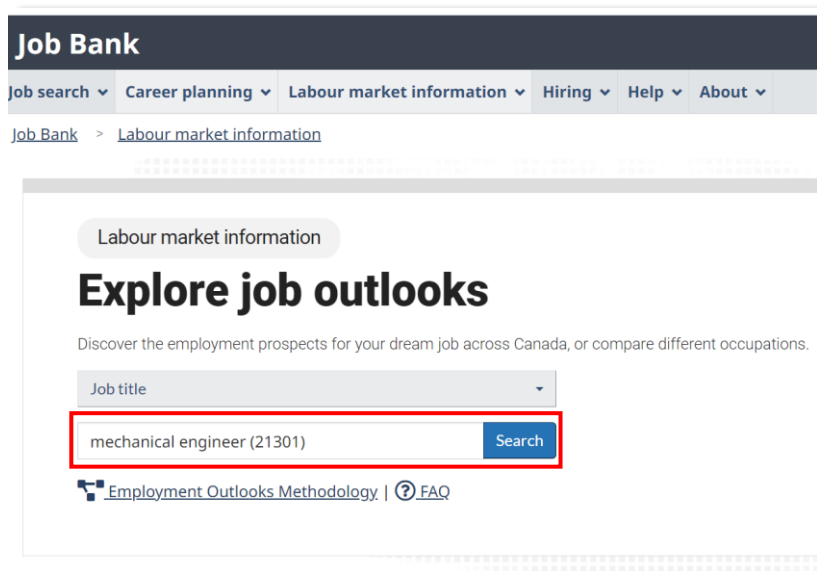 Job Bank
Job search Career planning Labour market information Hiring Help About
Job Bank > Labour market information
Labour market information
Explore job outlooks
Discover the employment prospects for your dream job across Canada, or compare different occupations.
Job title
mechanical engineer (21301) Search
Employment Outlooks Methodology | ? FAQ